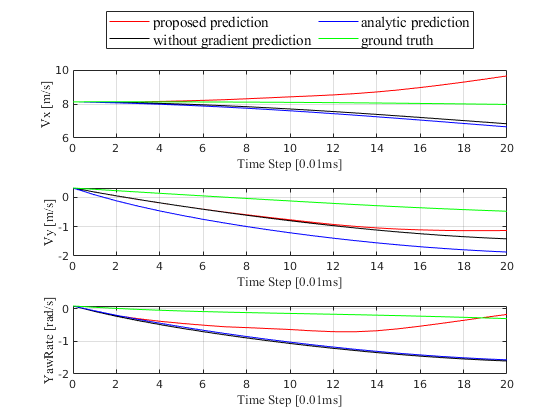 proposed prediction analytic prediction
without gradient prediction ground truth
10
8
6
Vx [m/s]
0 2 4 6 8 10 12 14 16 18 20
Time Step [0.01ms]
0
-1
-2
Vy [m/s]
0 2 4 6 8 10 12 14 16 18 20
Time Step [0.01ms]
0
-1
-2
YawRate [rad/s]
0 2 4 6 8 10 12 14 16 18 20
Time Step [0.01ms]